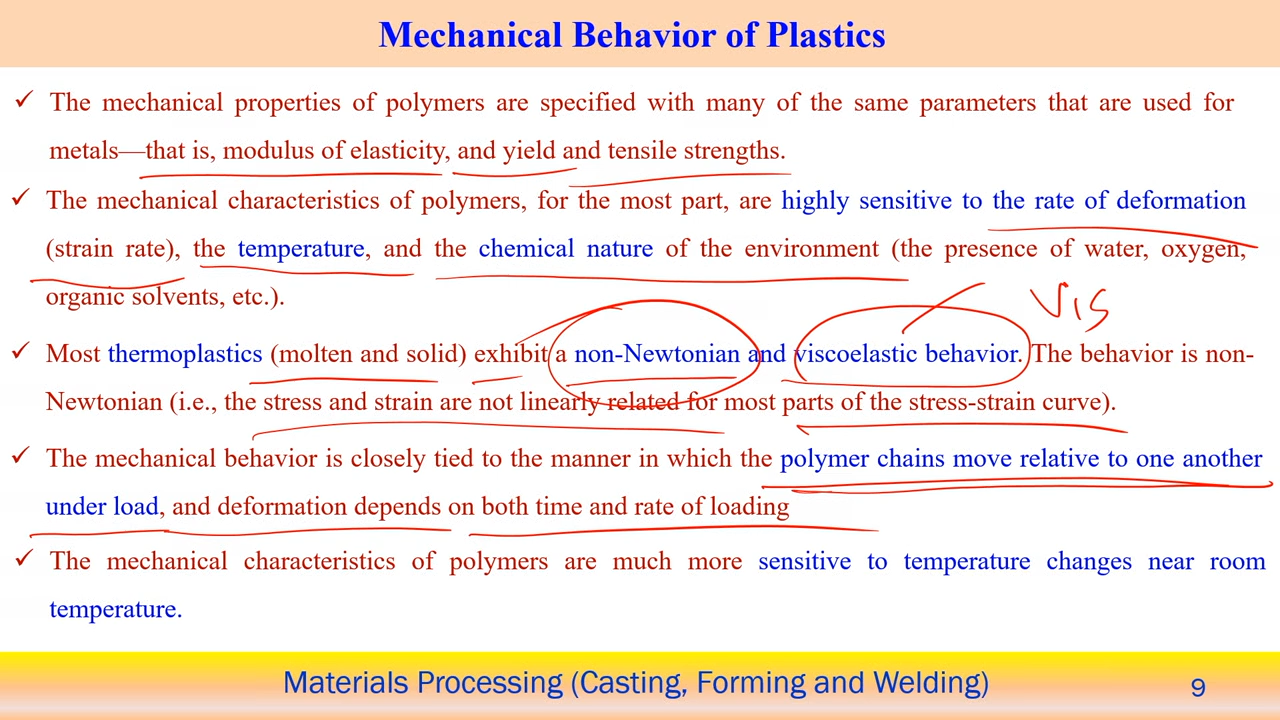 Mechanical Behavior of Plastics
✓ The mechanical properties of polymers are specified with many of the same parameters that are used for
metals—that is, modulus of elasticity, and yield and tensile strengths.
✓ The mechanical characteristics of polymers, for the most part, are highly sensitive to the rate of deformation
(strain rate), the temperature, and the chemical nature of the environment (the presence of water, oxygen,
organic solvents, etc.).
Vis
✓ Most thermoplastics (molten and solid) exhibit a non-Newtonian and viscoelastic behavior. The behavior is non-
Newtonian (i.e., the stress and strain are not linearly related for most parts of the stress-strain curve).
✓ The mechanical behavior is closely tied to the manner in which the polymer chains move relative to one another
under load, and deformation depends on both time and rate of loading
✓ The mechanical characteristics of polymers are much more sensitive to temperature changes near room
temperature.
Materials Processing (Casting, Forming and Welding)
9